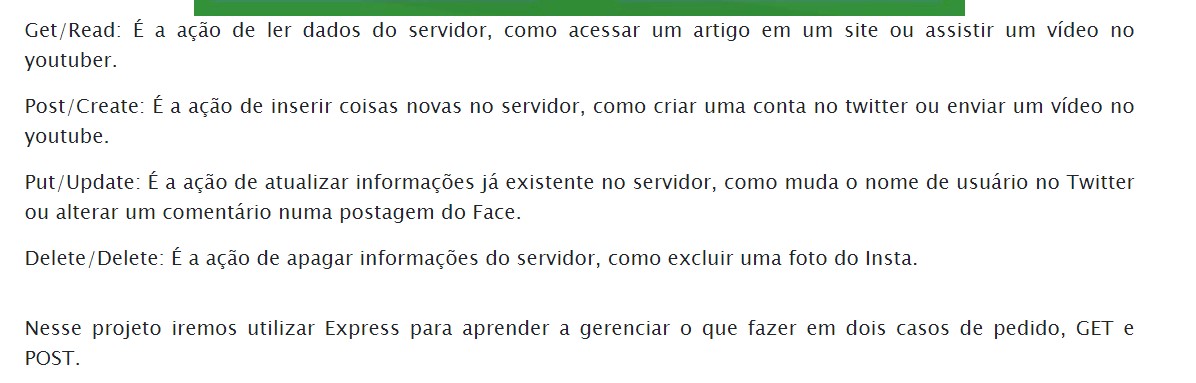 Get/Read: É a ação de ler dados do servidor, como acessar um artigo em um site ou assistir um vídeo no
youtuber.
Post/Create: É a ação de inserir coisas novas no servidor, como criar uma conta no twitter ou enviar um vídeo no
youtube.
Put/Update: É a ação de atualizar informações já existente no servidor, como muda o nome de usuário no Twitter
ou alterar um comentário numa postagem do Face.
Delete/Delete: É a ação de apagar informações do servidor, como excluir uma foto do Insta.
Nesse projeto iremos utilizar Express para aprender a gerenciar o que fazer em dois casos de pedido, GET e
POST.